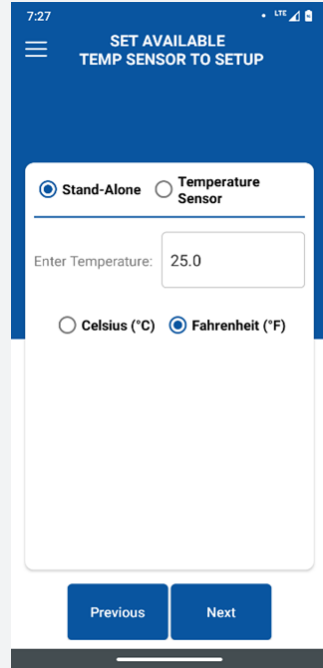 7:27
LTE
SET AVAILABLE
TEMP SENSOR TO SETUP
Stand-Alone
Temperature
Sensor
Enter Temperature: 25.0
Celsius (°C) Fahrenheit (°F)
Previous Next